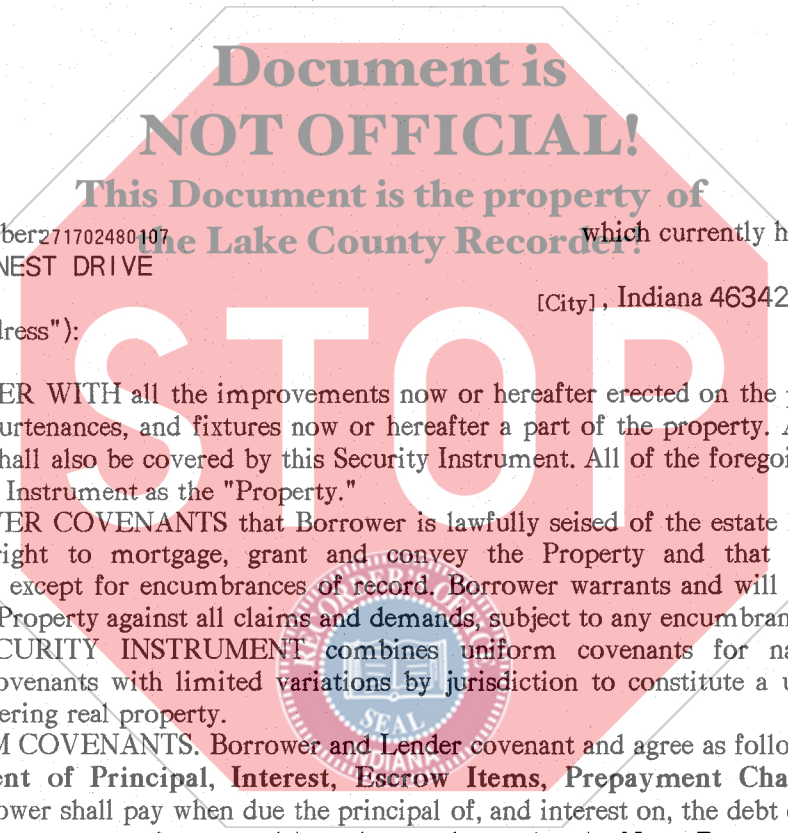 Document is
NOT OFFICIAL!
This Document is the property of
the Lake County Recorder!
ber271702480107 which currently h
NEST DRIVE
[City], Indiana 46342
dress"):
STOP
ER WITH all the improvements now or hereafter erected on the p
urtenances, and fixtures now or hereafter a part of the property. A
hall also be covered by this Security Instrument. All of the foregoi
Instrument as the "Property."
VER COVENANTS that Borrower is lawfully seised of the estate
right to mortgage, grant and convey the Property and that
except for encumbrances of record. Borrower warrants and will
Property against all claims and demands, subject to any encumbran
CURITY INSTRUMENT combines uniform covenants for na
ovenants with limited variations by jurisdiction to constitute a u
ering real property.
M COVENANTS. Borrower and Lender covenant and agree as follo
ent of Principal, Interest, Escrow Items, Prepayment Cha
ower shall pay when due the principal of, and interest on, the debt
SEAL
INDIANA